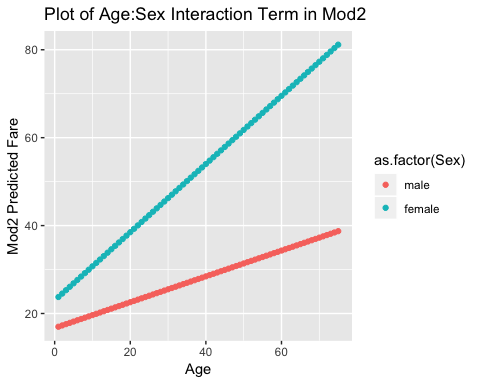 Plot of Age:Sex Interaction Term in Mod2
80
60
40
20
Mod2 Predicted Fare
0 20 40 60
Age
as.factor(Sex)
male
female